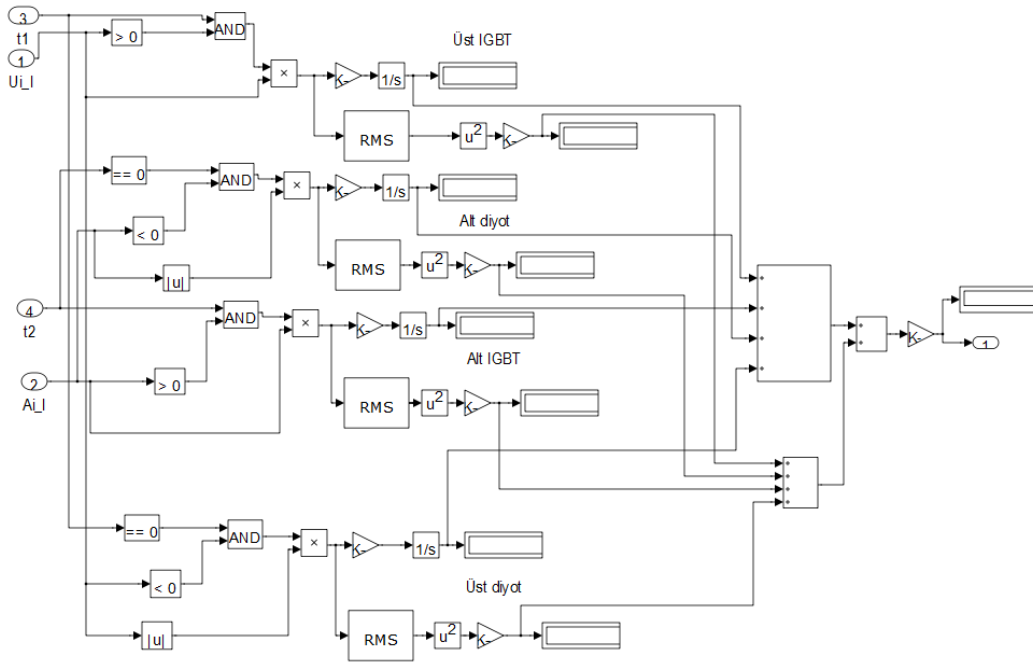 3
t1
1
Ui_I
> 0
AND
×
K-
1/s
Üst IGBT
RMS
u²
K-
== 0
AND
×
K-
1/s
< 0
Alt diyot
|u|
RMS
u²
K-
4
t2
AND
×
K-
1/s
2
Ai_I
> 0
Alt IGBT
RMS
u²
K-
+
+
+
+
+
+
K-
1
+
+
+
+
== 0
AND
×
K-
1/s
< 0
Üst diyot
|u|
RMS
u²
K-